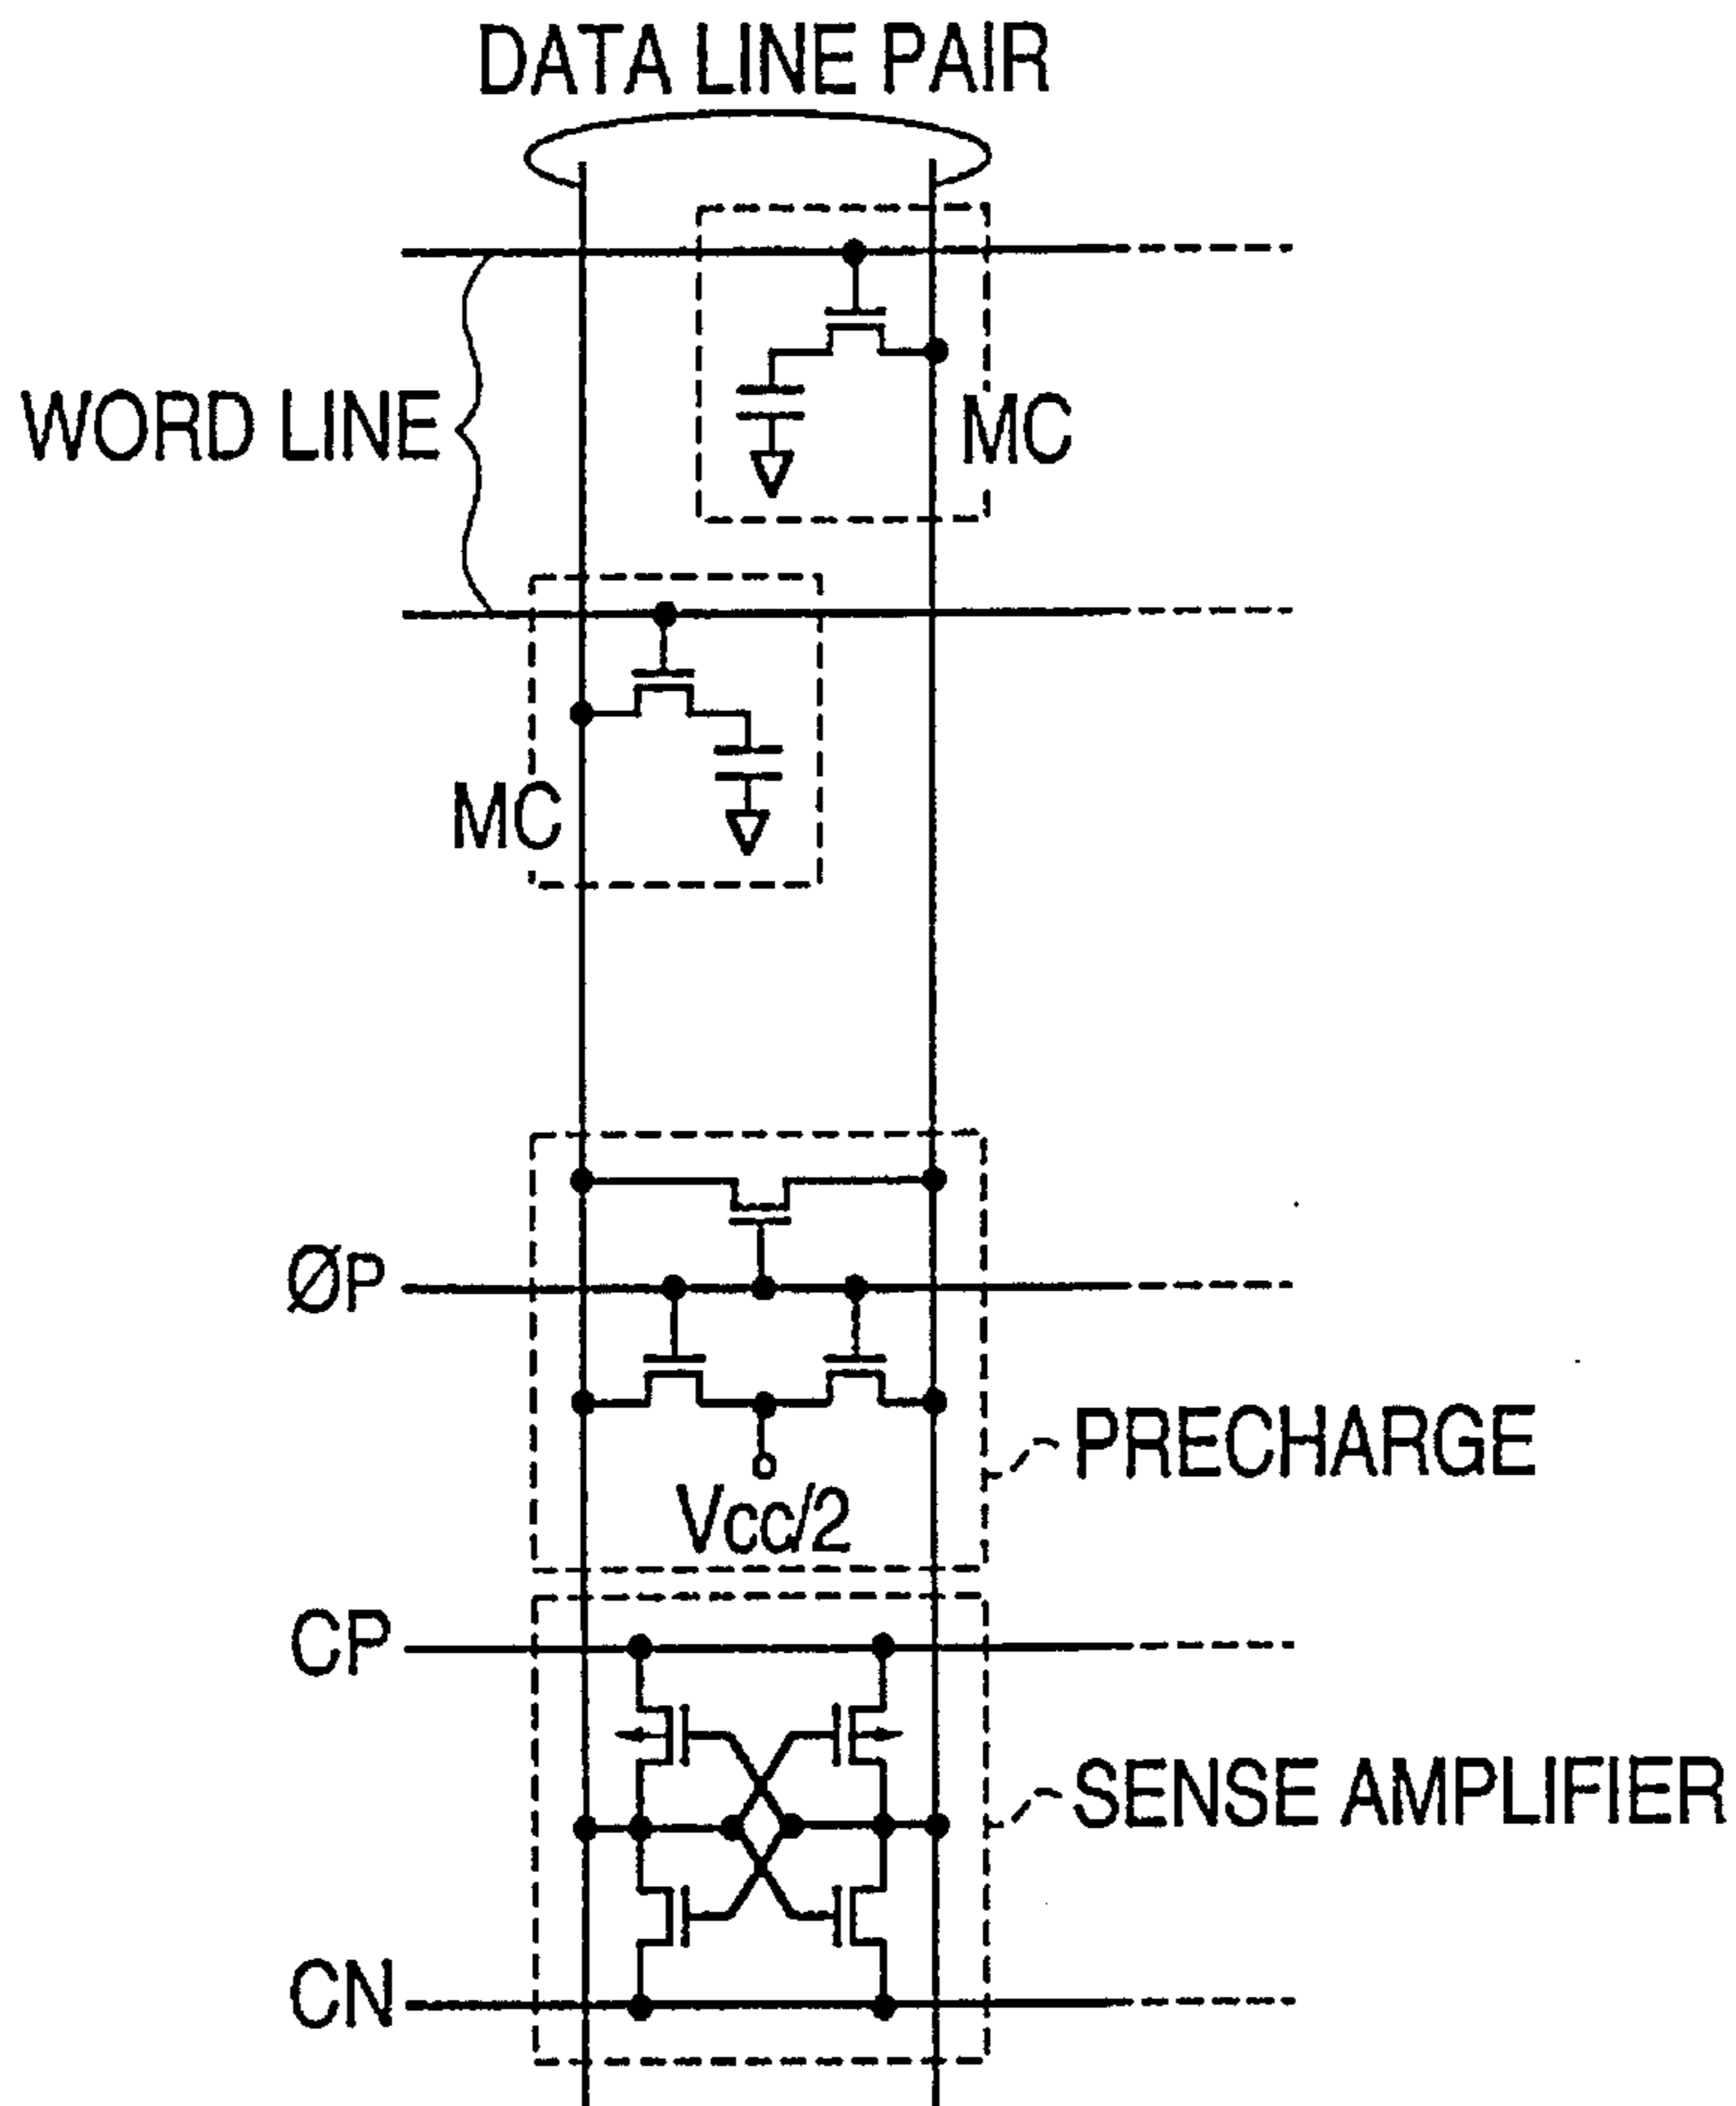 DATA LINE PAIR
WORD LINE
MC
MC
ØP
PRECHARGE
Vcc/2
CP
SENSE AMPLIFIER
CN